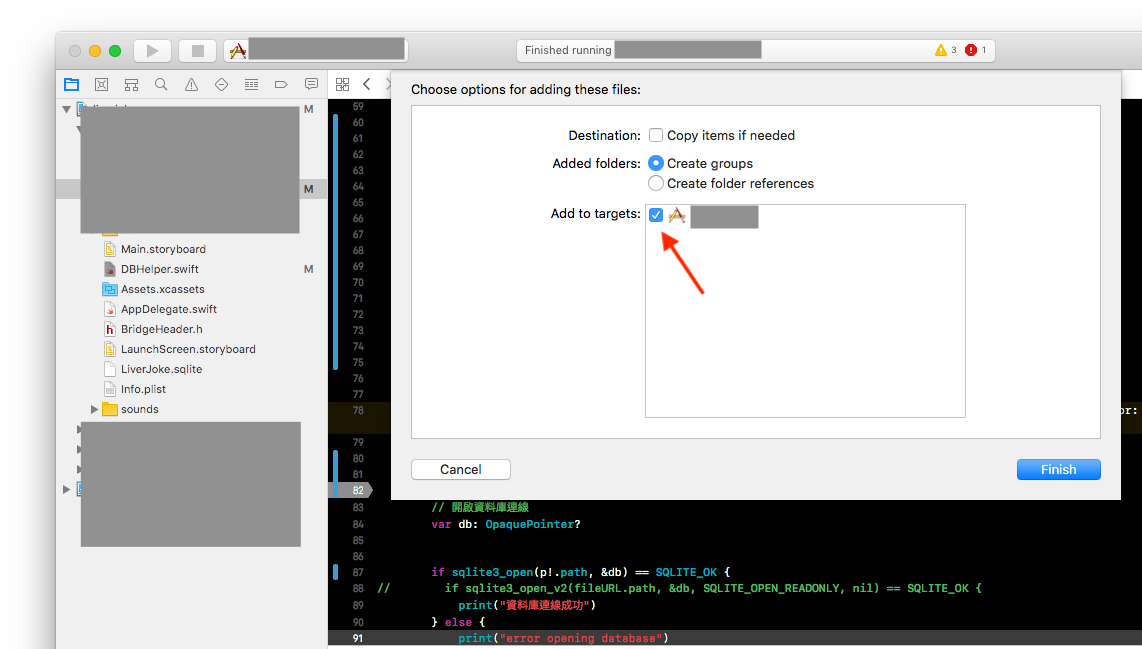 Finished running
3
1
Choose options for adding these files:
Destination:
Copy items if needed
Added folders:
Create groups
Create folder references
Add to targets:
Cancel
Finish
M
M
Main.storyboard
DBHelper.swift
M
Assets.xcassets
AppDelegate.swift
BridgeHeader.h
LaunchScreen.storyboard
LiverJoke.sqlite
Info.plist
sounds
59
60
61
62
63
64
65
66
67
68
69
70
71
72
73
74
75
76
77
78 or:
79
80
81
82
83 // 開啟資料庫連線
84 var db: OpaquePointer?
85
86
87 if sqlite3_open(p!.path, &db) == SQLITE_OK {
88 // if sqlite3_open_v2(fileURL.path, &db, SQLITE_OPEN_READONLY, nil) == SQLITE_OK {
89 print("資料庫連線成功")
90 } else {
91 print("error opening database")